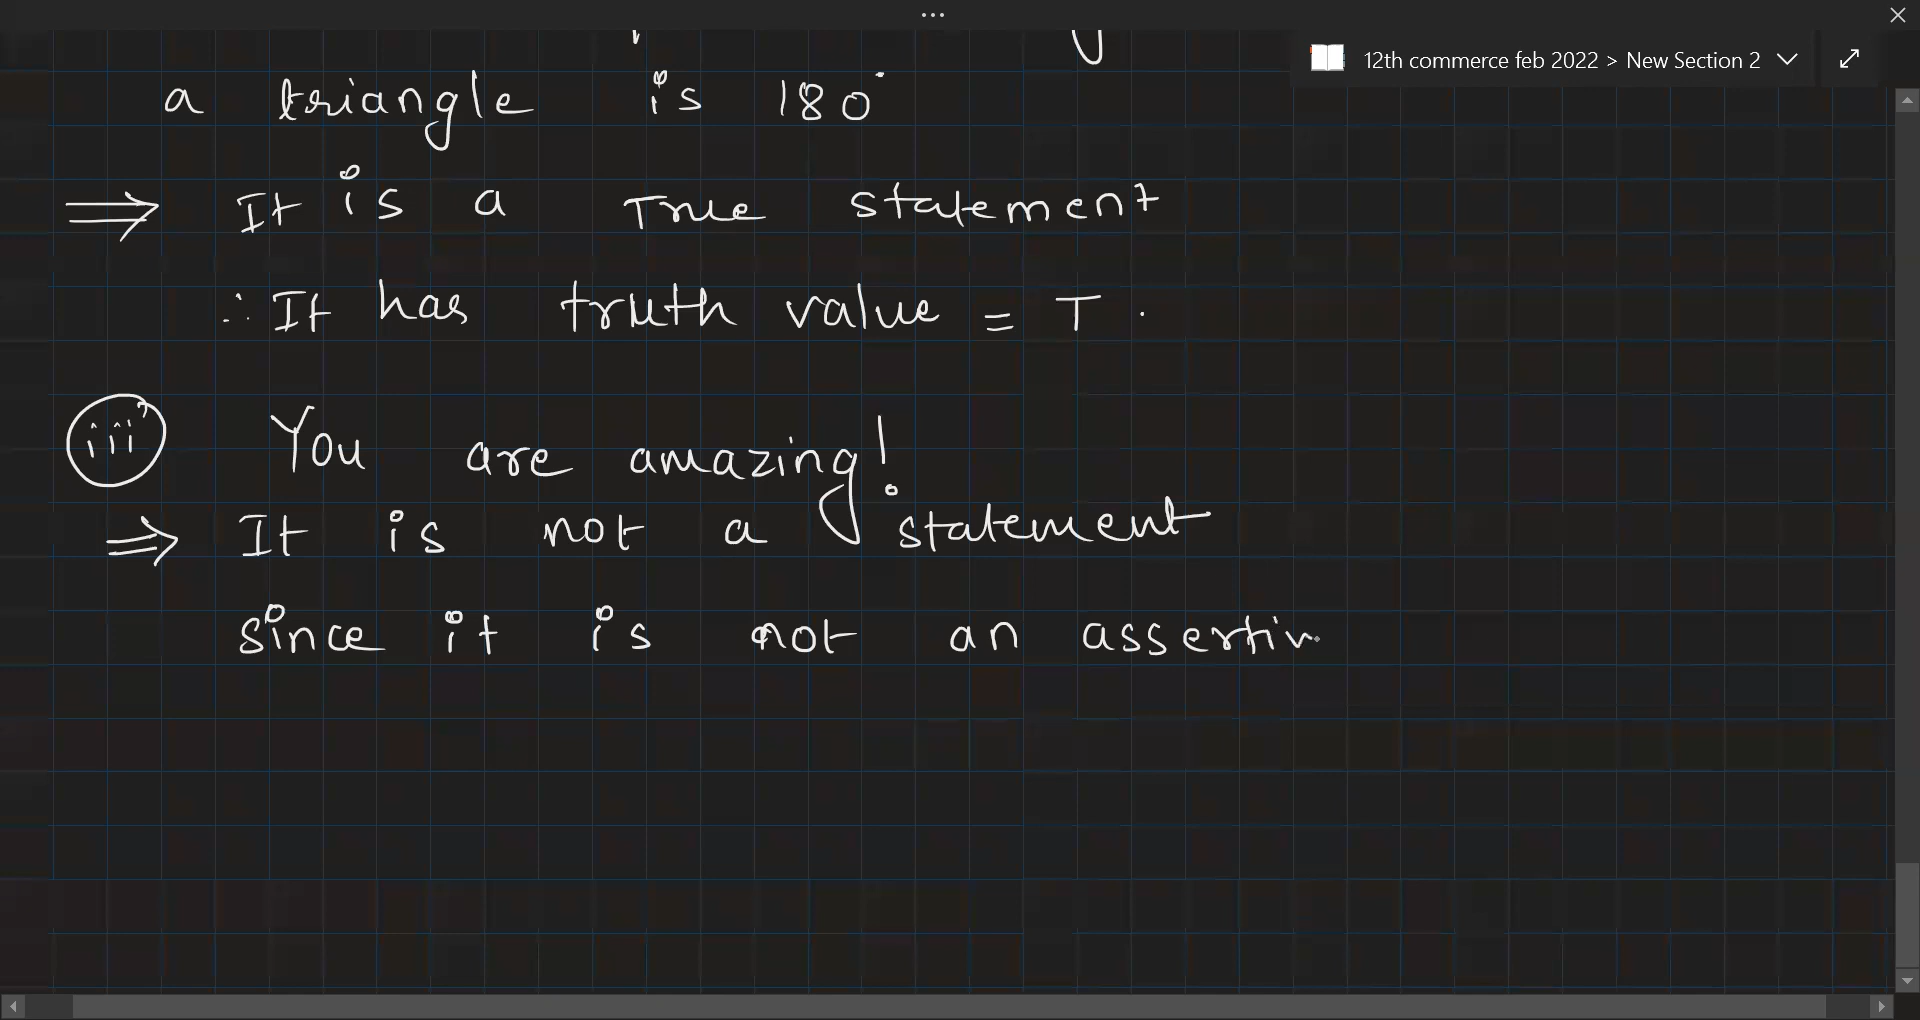 12th commerce feb 2022 > New Section 2
a triangle is 180°
⇒ It is a True statement
∴ It has truth value = T .
iii) You are amazing!
⇒ It is not a statement
since it is not an assertiv